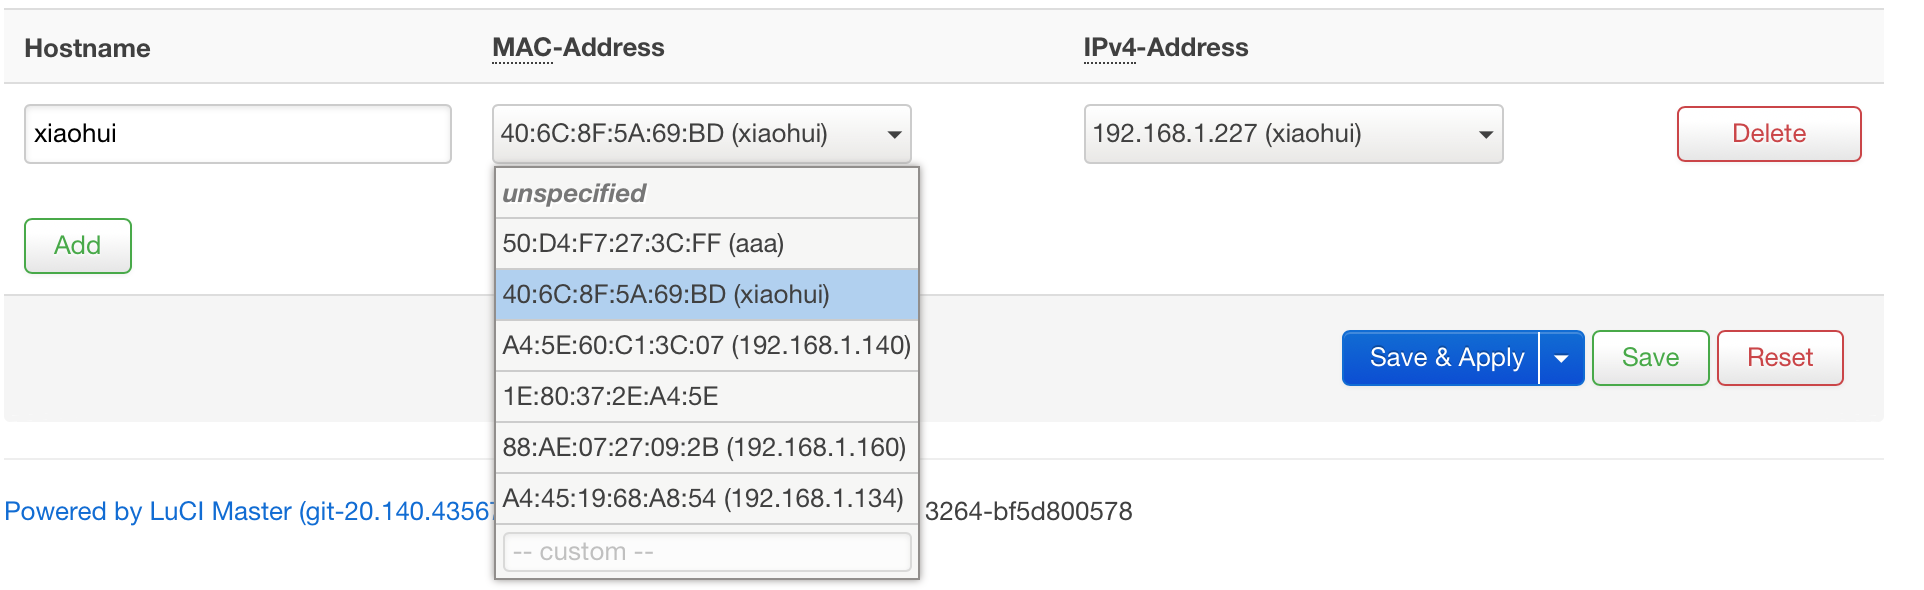 Hostname MAC-Address IPv4-Address
xiaohui 40:6C:8F:5A:69:BD (xiaohui) 192.168.1.227 (xiaohui) Delete
unspecified
50:D4:F7:27:3C:FF (aaa)
Add
40:6C:8F:5A:69:BD (xiaohui)
A4:5E:60:C1:3C:07 (192.168.1.140)
Save & Apply Save Reset
1E:80:37:2E:A4:5E
88:AE:07:27:09:2B (192.168.1.160)
A4:45:19:68:A8:54 (192.168.1.134)
Powered by LuCI Master (git-20.140.4356 3264-bf5d800578
-- custom --